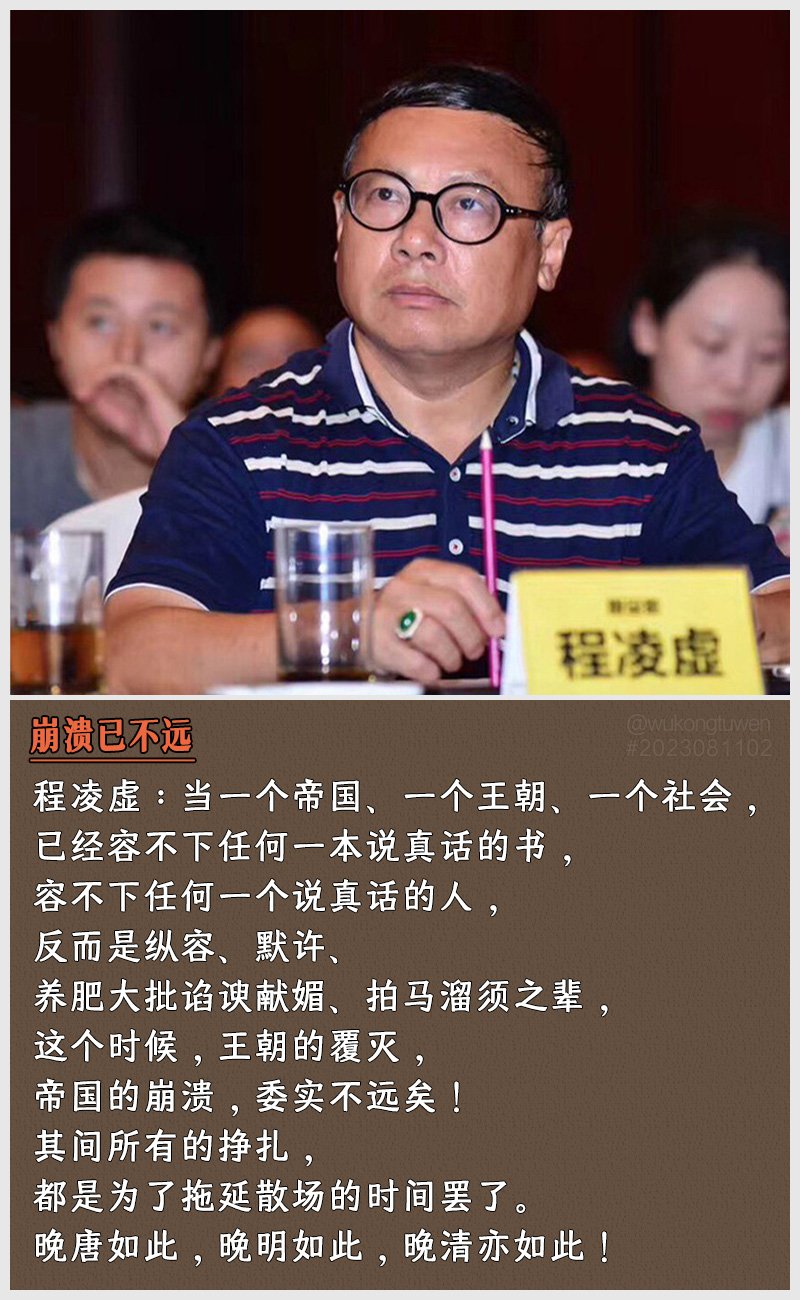 程凌虚
崩溃已不远
@wukongtuwen
#2023081102
程凌虚：当一个帝国、一个王朝、一个社会，
已经容不下任何一本说真话的书，
容不下任何一个说真话的人，
反而是纵容、默许、
养肥大批谄谀献媚、拍马溜须之辈，
这个时候，王朝的覆灭，
帝国的崩溃，委实不远矣！
其间所有的挣扎，
都是为了拖延散场的时间罢了。
晚唐如此，晚明如此，晚清亦如此！